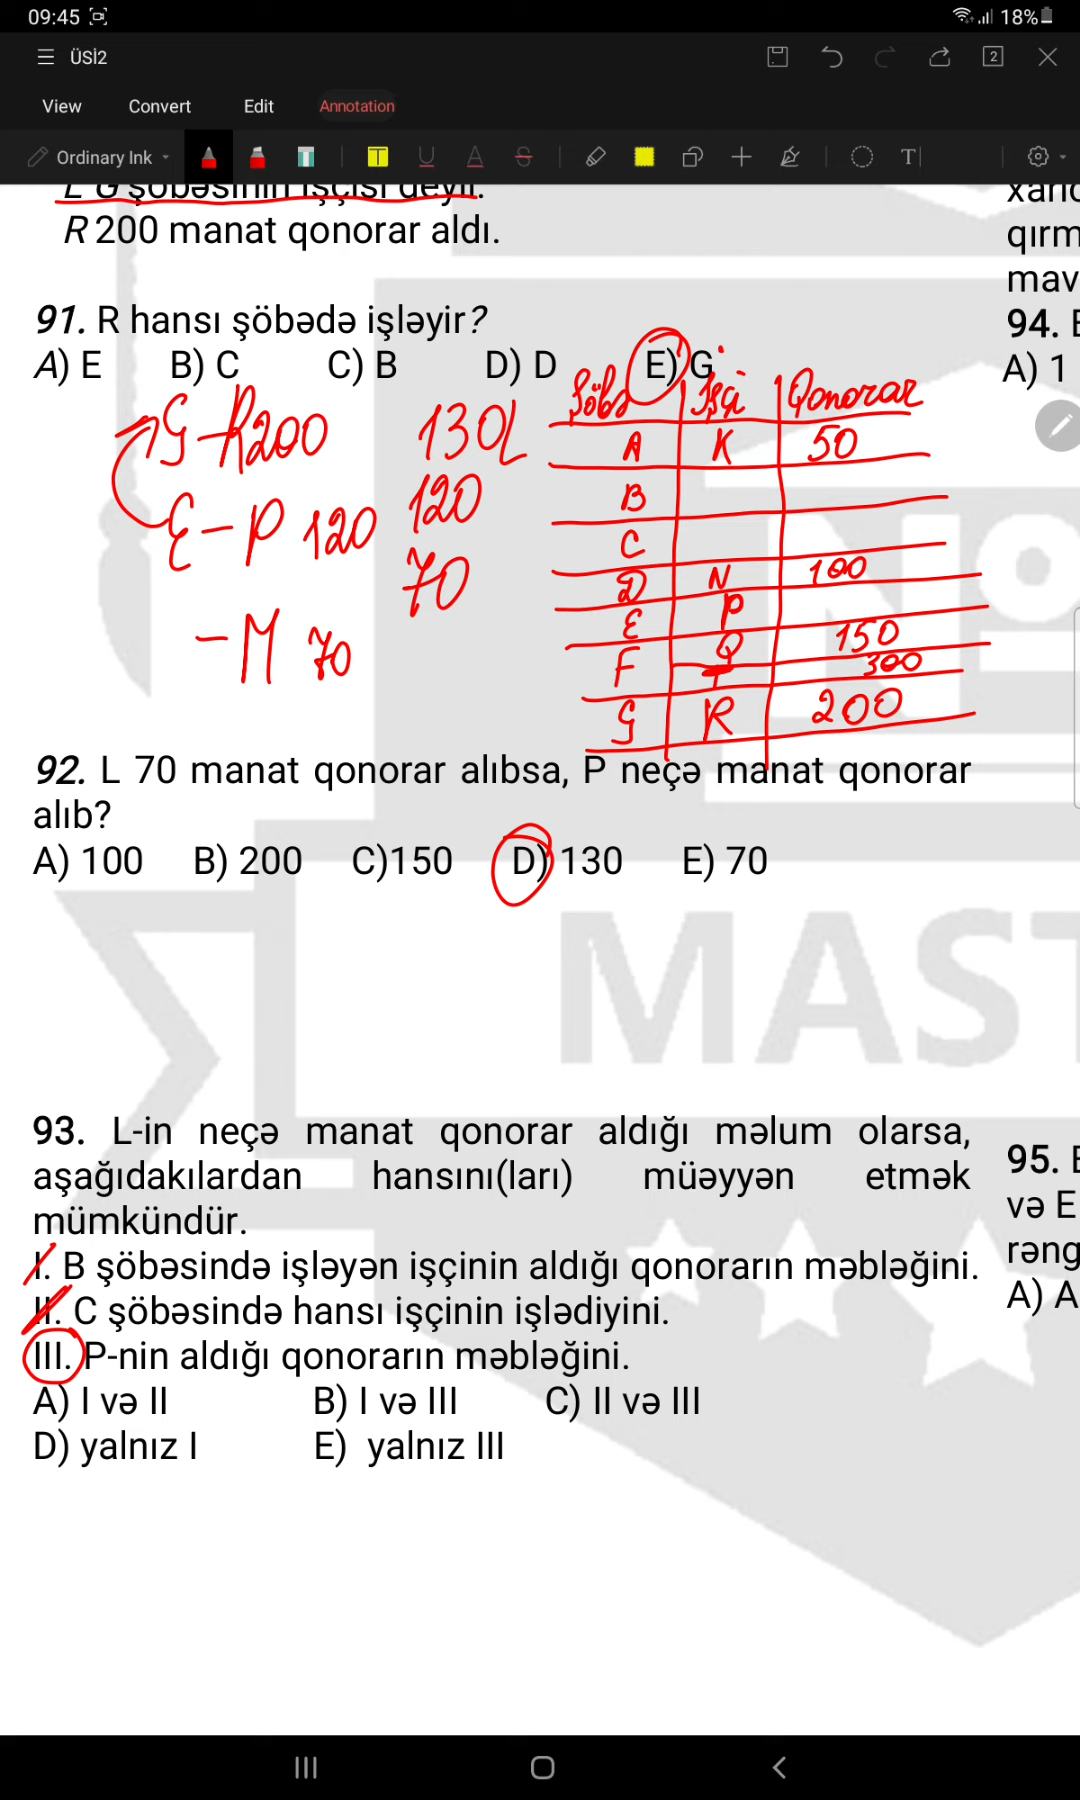 09:45
18%
ÜSİ2
2
View Convert Edit Annotation
Ordinary Ink
L G şöbəsinin işçisi deyil.
R 200 manat qonorar aldı.
91. R hansı şöbədə işləyir?
A) E B) C C) B D) D E) G
G - R200
E - P 120
- M 70
130
120
70
Şöbə İşçi Qonorar
A K 50
B
C
D N 100
E P
F Q 150
T 300
G R 200
92. L 70 manat qonorar alıbsa, P neçə manat qonorar
alıb?
A) 100 B) 200 C)150 D) 130 E) 70
MAST
93. L-in neçə manat qonorar aldığı məlum olarsa,
aşağıdakılardan hansını(ları) müəyyən etmək
mümkündür.
I. B şöbəsində işləyən işçinin aldığı qonorarın məbləğini.
II. C şöbəsində hansı işçinin işlədiyini.
III. P-nin aldığı qonorarın məbləğini.
A) I və II B) I və III C) II və III
D) yalnız I E) yalnız III
qırm
mav
94.
A) 1
95.
və E
rəng
A) A